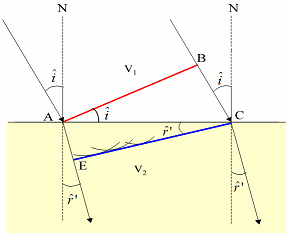 N N
î B î
V₁
A î r̂' C
E V₂
r̂' r̂'